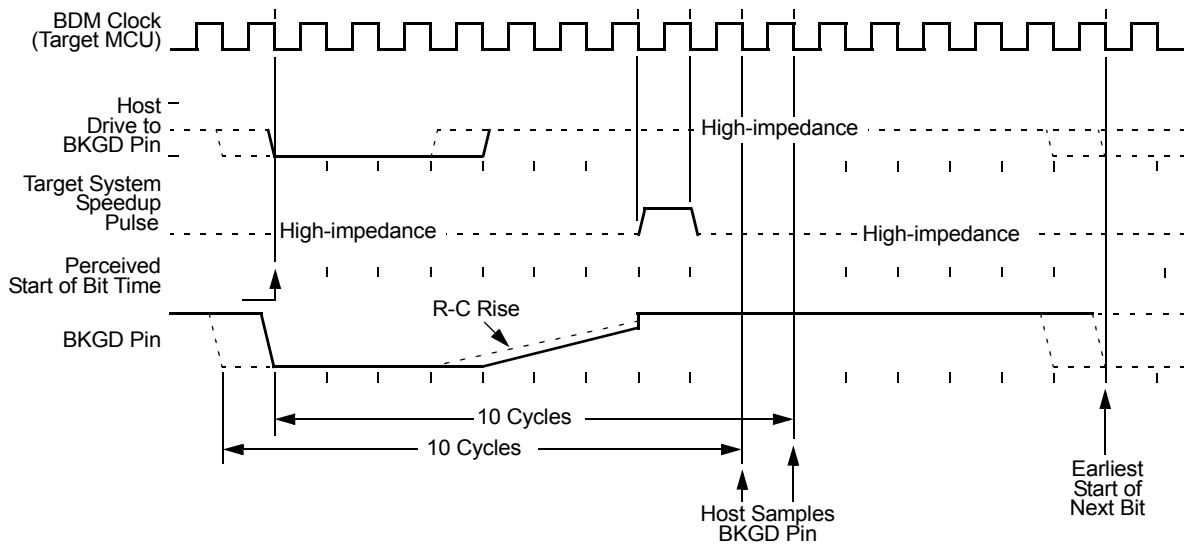 BDM Clock
(Target MCU)
Host
Drive to
BKGD Pin
High-impedance
Target System
Speedup
Pulse
High-impedance
High-impedance
Perceived
Start of Bit Time
R-C Rise
BKGD Pin
10 Cycles
10 Cycles
Host Samples
BKGD Pin
Earliest
Start of
Next Bit